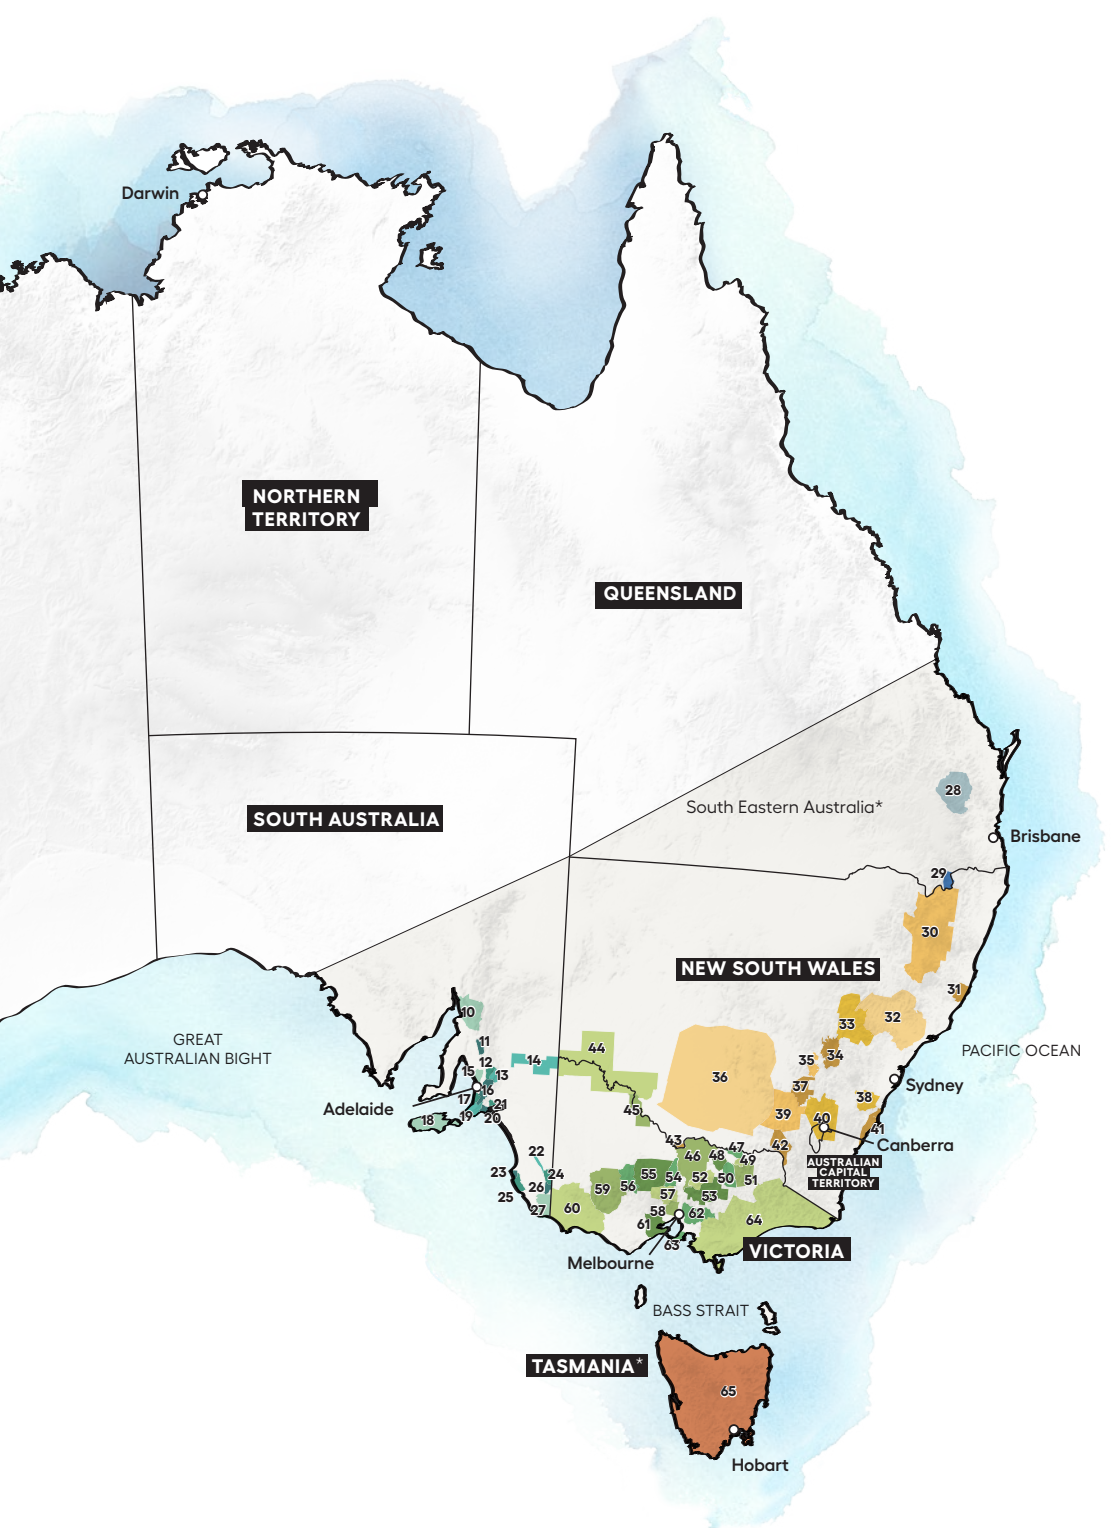 Darwin
NORTHERN
TERRITORY
QUEENSLAND
28
South Eastern Australia*
SOUTH AUSTRALIA
Brisbane
29
30
NEW SOUTH WALES
31
10
33
32
GREAT
AUSTRALIAN BIGHT
11
44
34
PACIFIC OCEAN
12
14
35
15
13
36
Sydney
16
37
17
38
Adelaide
21
45
39
18
19
20
40
41
43
42
Canberra
22
46
48
47
49
AUSTRALIAN
CAPITAL
TERRITORY
23
24
55
54
52
50
51
26
59
56
57
53
25
27
60
58
62
64
61
63
VICTORIA
Melbourne
BASS STRAIT
TASMANIA*
65
Hobart